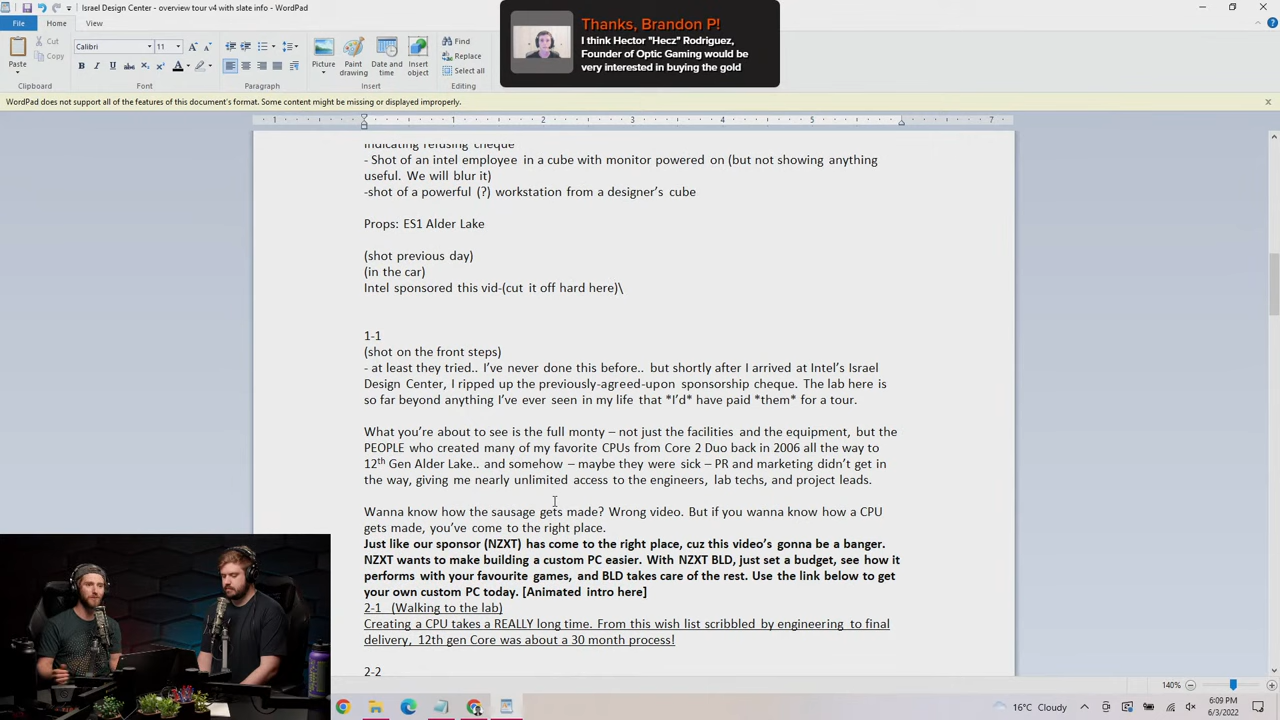 Israel Design Center - overview tour v4 with slate info - WordPad
File
Home
View
Paste
Cut
Copy
Calibri
11
Clipboard
Font
Paragraph
Picture
Paint drawing
Date and time
Insert object
Insert
Find
Replace
Select all
Editing
Thanks, Brandon P!
I think Hector "Hecz" Rodriguez,
Founder of Optic Gaming would be
very interested in buying the gold
WordPad does not support all of the features of this document's format. Some content might be missing or displayed improperly.
1 1 2 3 4 5 7
indicating refusing cheque
- Shot of an intel employee in a cube with monitor powered on (but not showing anything
useful. We will blur it)
-shot of a powerful (?) workstation from a designer's cube
Props: ES1 Alder Lake
(shot previous day)
(in the car)
Intel sponsored this vid-(cut it off hard here)\
1-1
(shot on the front steps)
- at least they tried.. I've never done this before.. but shortly after I arrived at Intel's Israel
Design Center, I ripped up the previously-agreed-upon sponsorship cheque. The lab here is
so far beyond anything I've ever seen in my life that *I'd* have paid *them* for a tour.
What you're about to see is the full monty – not just the facilities and the equipment, but the
PEOPLE who created many of my favorite CPUs from Core 2 Duo back in 2006 all the way to
12th Gen Alder Lake.. and somehow – maybe they were sick – PR and marketing didn't get in
the way, giving me nearly unlimited access to the engineers, lab techs, and project leads.
Wanna know how the sausage gets made? Wrong video. But if you wanna know how a CPU
gets made, you've come to the right place.
Just like our sponsor (NZXT) has come to the right place, cuz this video's gonna be a banger.
NZXT wants to make building a custom PC easier. With NZXT BLD, just set a budget, see how it
performs with your favourite games, and BLD takes care of the rest. Use the link below to get
your own custom PC today. [Animated intro here]
2-1 (Walking to the lab)
Creating a CPU takes a REALLY long time. From this wish list scribbled by engineering to final
delivery, 12th gen Core was about a 30 month process!
2-2
140%
16°C Cloudy
6:09 PM
6/3/2022